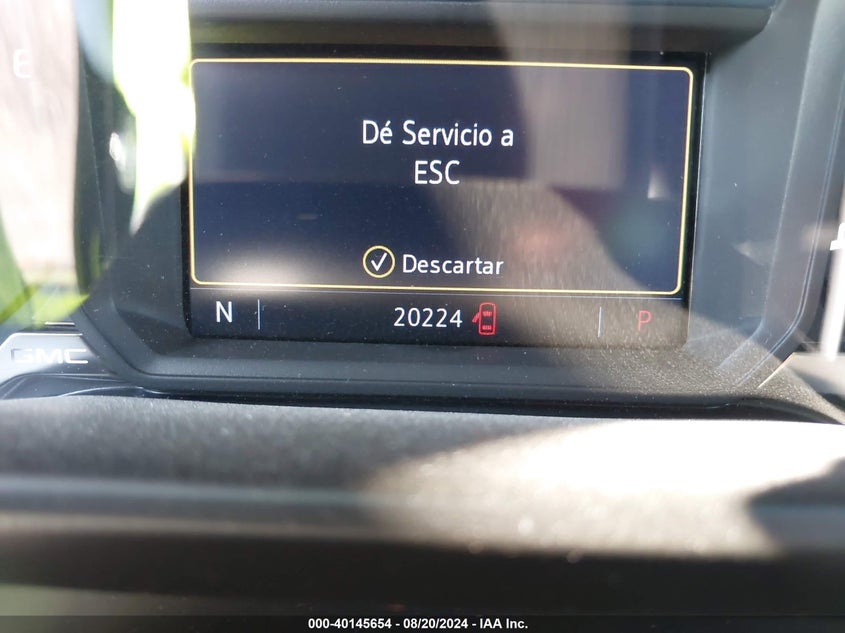 E
Dé Servicio a
ESC
Descartar
N 20224 P
GMC
000-40145654 - 08/20/2024 - IAA Inc.